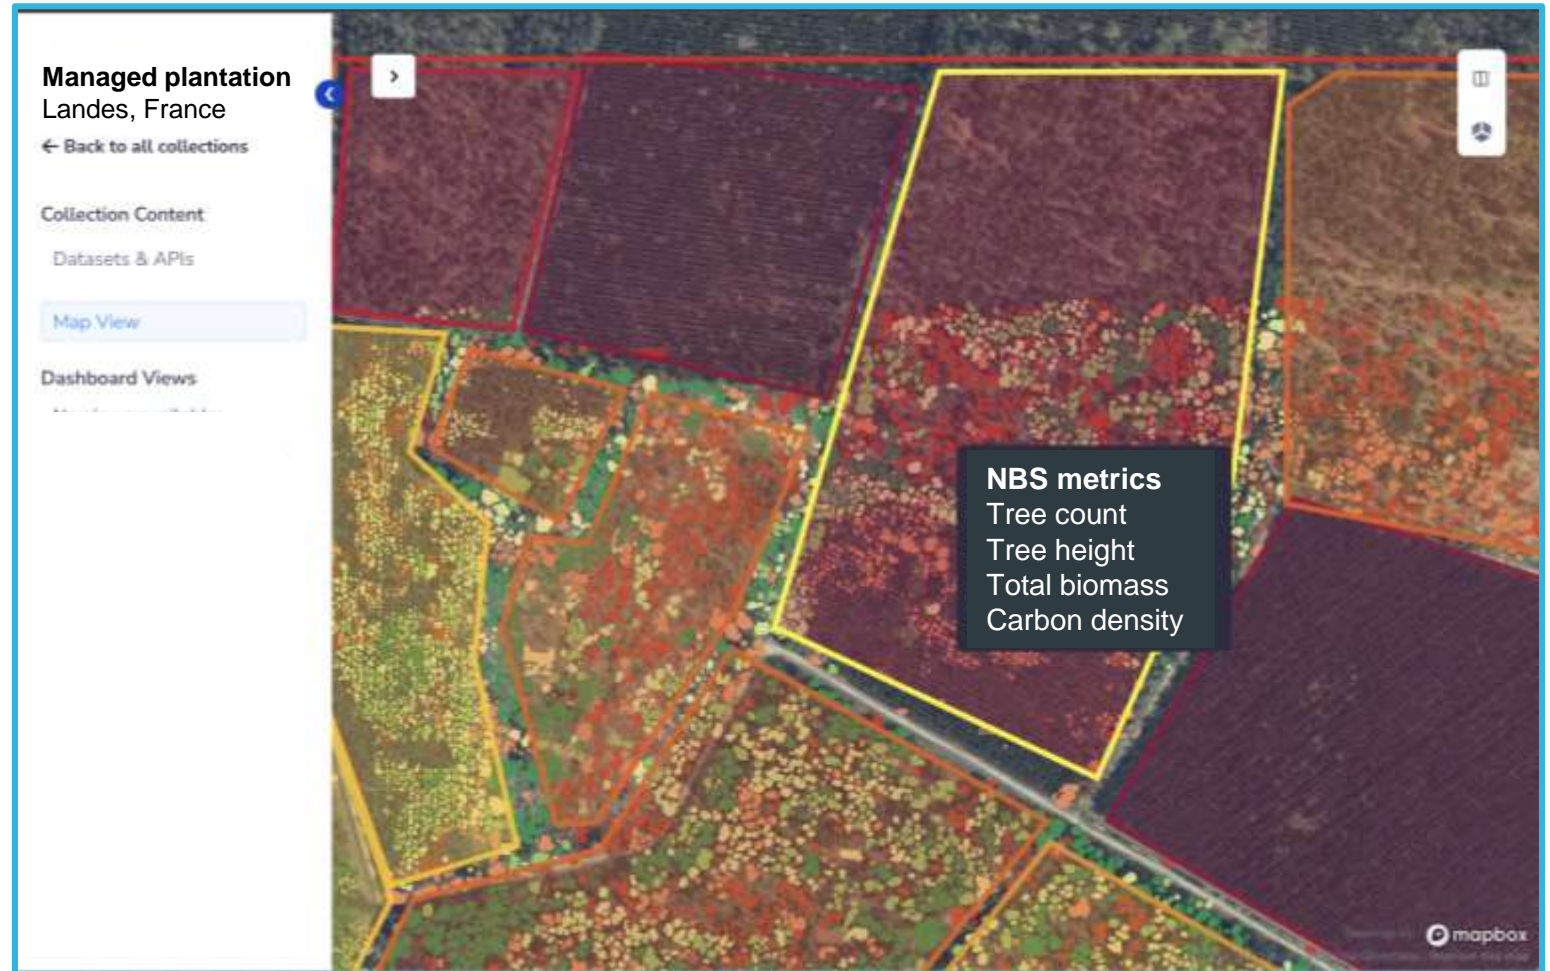 Managed plantation
Landes, France
← Back to all collections
Collection Content
Datasets & APIs
Map View
Dashboard Views
NBS metrics
Tree count
Tree height
Total biomass
Carbon density
mapbox